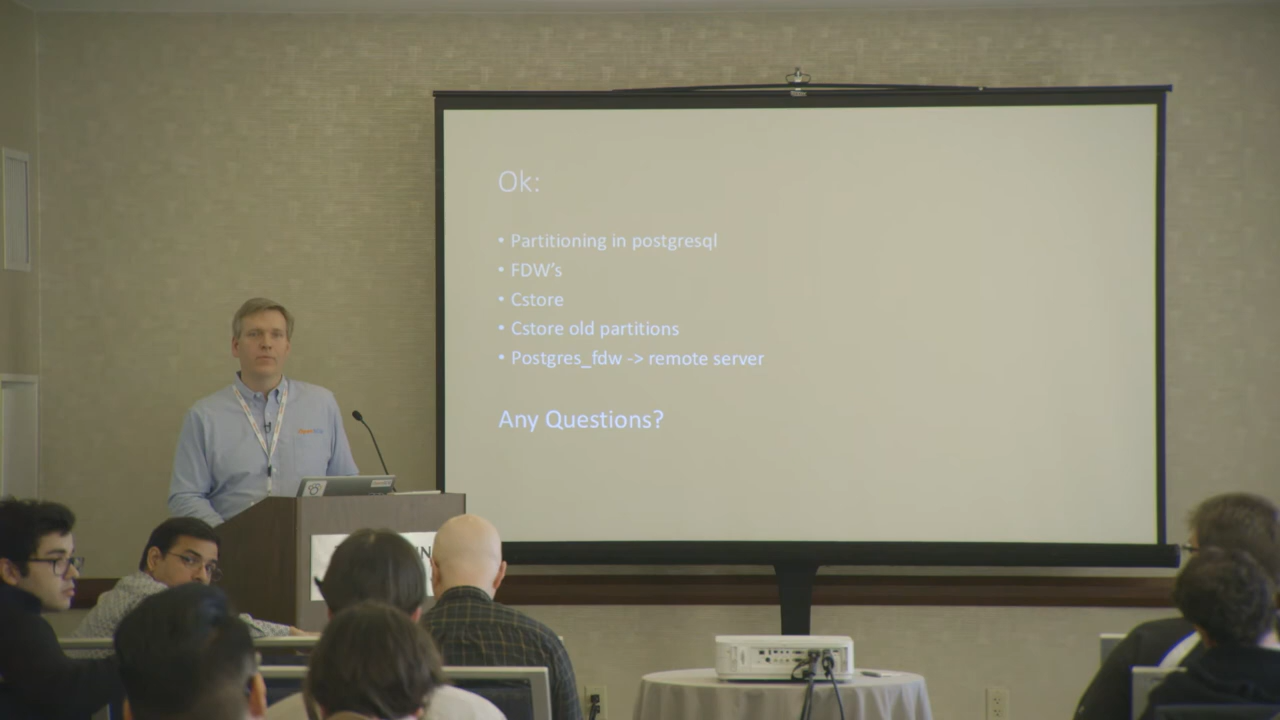 Ok:
• Partitioning in postgresql
• FDW's
• Cstore
• Cstore old partitions
• Postgres_fdw -> remote server
Any Questions?